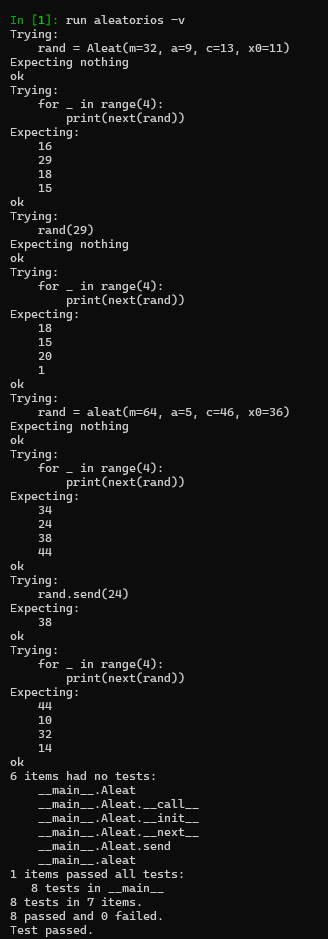 In [1]: run aleatorios -v
Trying:
    rand = Aleat(m=32, a=9, c=13, x0=11)
Expecting nothing
ok
Trying:
    for _ in range(4):
        print(next(rand))
Expecting:
    16
    29
    18
    15
ok
Trying:
    rand(29)
Expecting nothing
ok
Trying:
    for _ in range(4):
        print(next(rand))
Expecting:
    18
    15
    20
    1
ok
Trying:
    rand = aleat(m=64, a=5, c=46, x0=36)
Expecting nothing
ok
Trying:
    for _ in range(4):
        print(next(rand))
Expecting:
    34
    24
    38
    44
ok
Trying:
    rand.send(24)
Expecting:
    38
ok
Trying:
    for _ in range(4):
        print(next(rand))
Expecting:
    44
    10
    32
    14
ok
6 items had no tests:
    __main__.Aleat
    __main__.Aleat.__call__
    __main__.Aleat.__init__
    __main__.Aleat.__next__
    __main__.Aleat.send
    __main__.aleat
1 items passed all tests:
   8 tests in __main__
8 tests in 7 items.
8 passed and 0 failed.
Test passed.